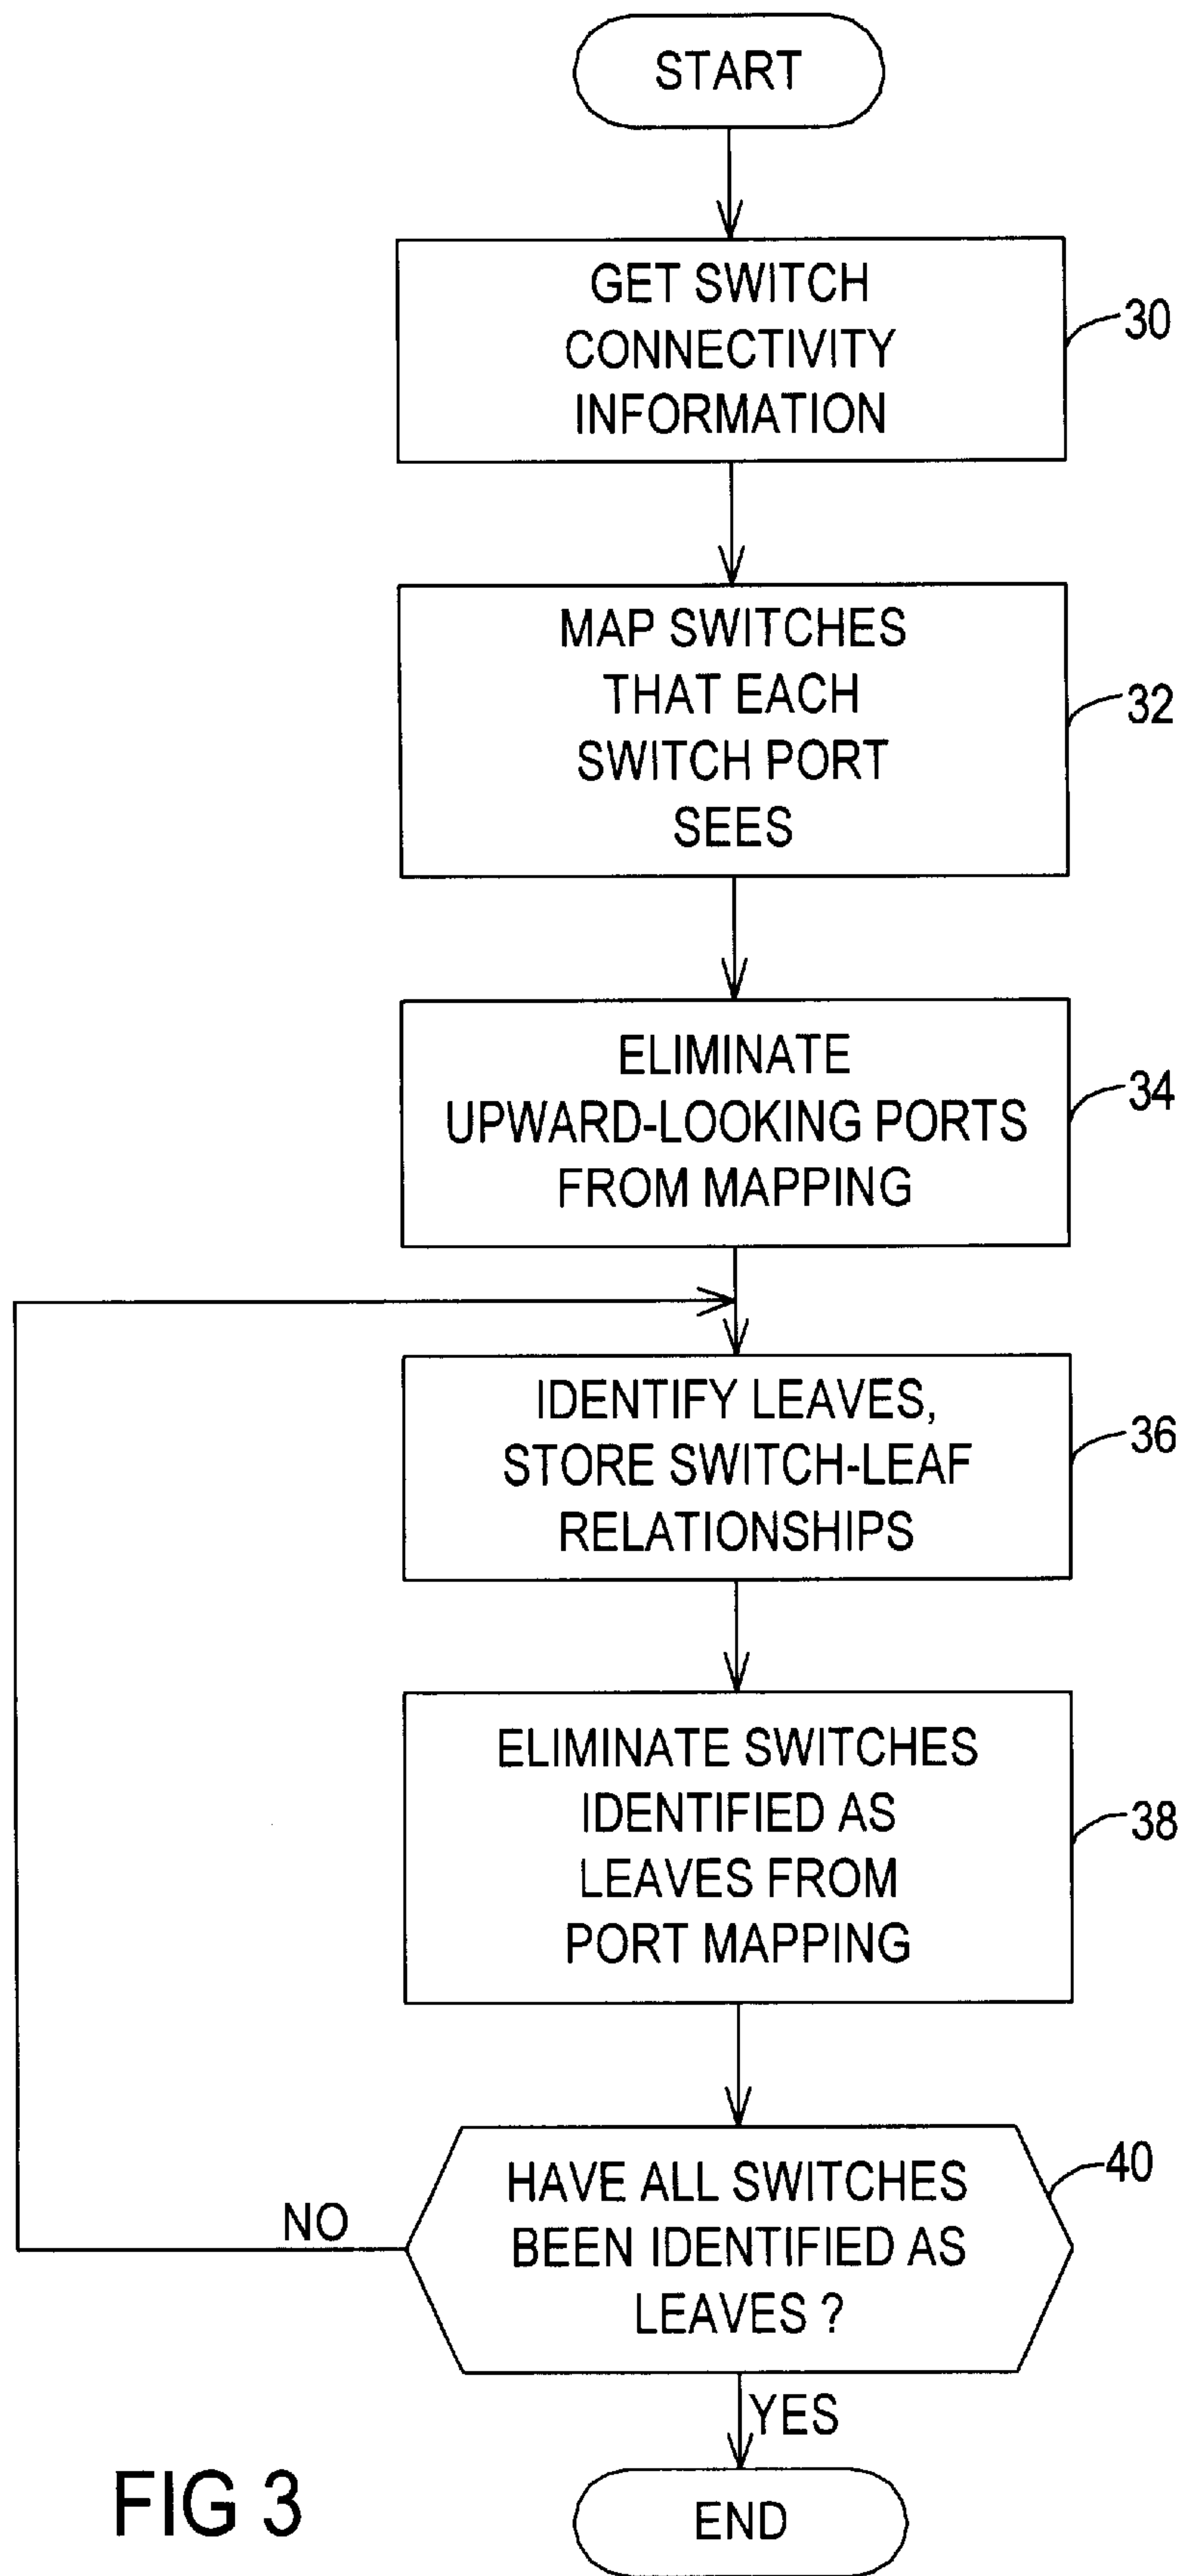 START
GET SWITCH
CONNECTIVITY
INFORMATION
30
MAP SWITCHES
THAT EACH
SWITCH PORT
SEES
32
ELIMINATE
UPWARD-LOOKING PORTS
FROM MAPPING
34
IDENTIFY LEAVES,
STORE SWITCH-LEAF
RELATIONSHIPS
36
ELIMINATE SWITCHES
IDENTIFIED AS
LEAVES FROM
PORT MAPPING
38
HAVE ALL SWITCHES
BEEN IDENTIFIED AS
LEAVES ?
40
NO
YES
END
FIG 3